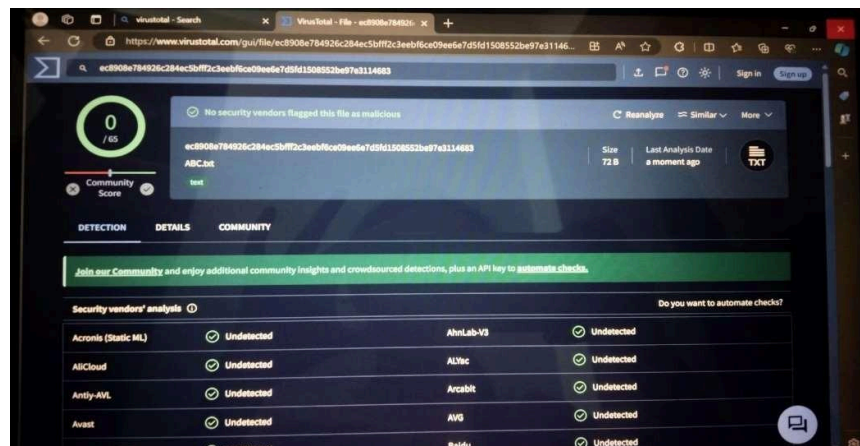 virustotal - Search
VirusTotal - File - ec8908e784926
https://www.virustotal.com/gui/file/ec8908e784926c284ec5bfff2c3eebf6ce09ee6e7d5fd1508552be97e31146...
ec8908e784926c284ec5bfff2c3eebf6ce09ee6e7d5fd1508552be97e3114683
Sign in
Sign up
0
/65
Community
Score
No security vendors flagged this file as malicious
Reanalyze
Similar
More
ec8908e784926c284ec5bfff2c3eebf6ce09ee6e7d5fd1508552be97e3114683
ABC.txt
text
Size
72 B
Last Analysis Date
a moment ago
TXT
DETECTION
DETAILS
COMMUNITY
Join our Community and enjoy additional community insights and crowdsourced detections, plus an API key to automate checks.
Security vendors' analysis
Do you want to automate checks?
Acronis (Static ML) Undetected AhnLab-V3 Undetected
AliCloud Undetected ALYac Undetected
Antiy-AVL Undetected Arcabit Undetected
Avast Undetected AVG Undetected
Baidu Undetected